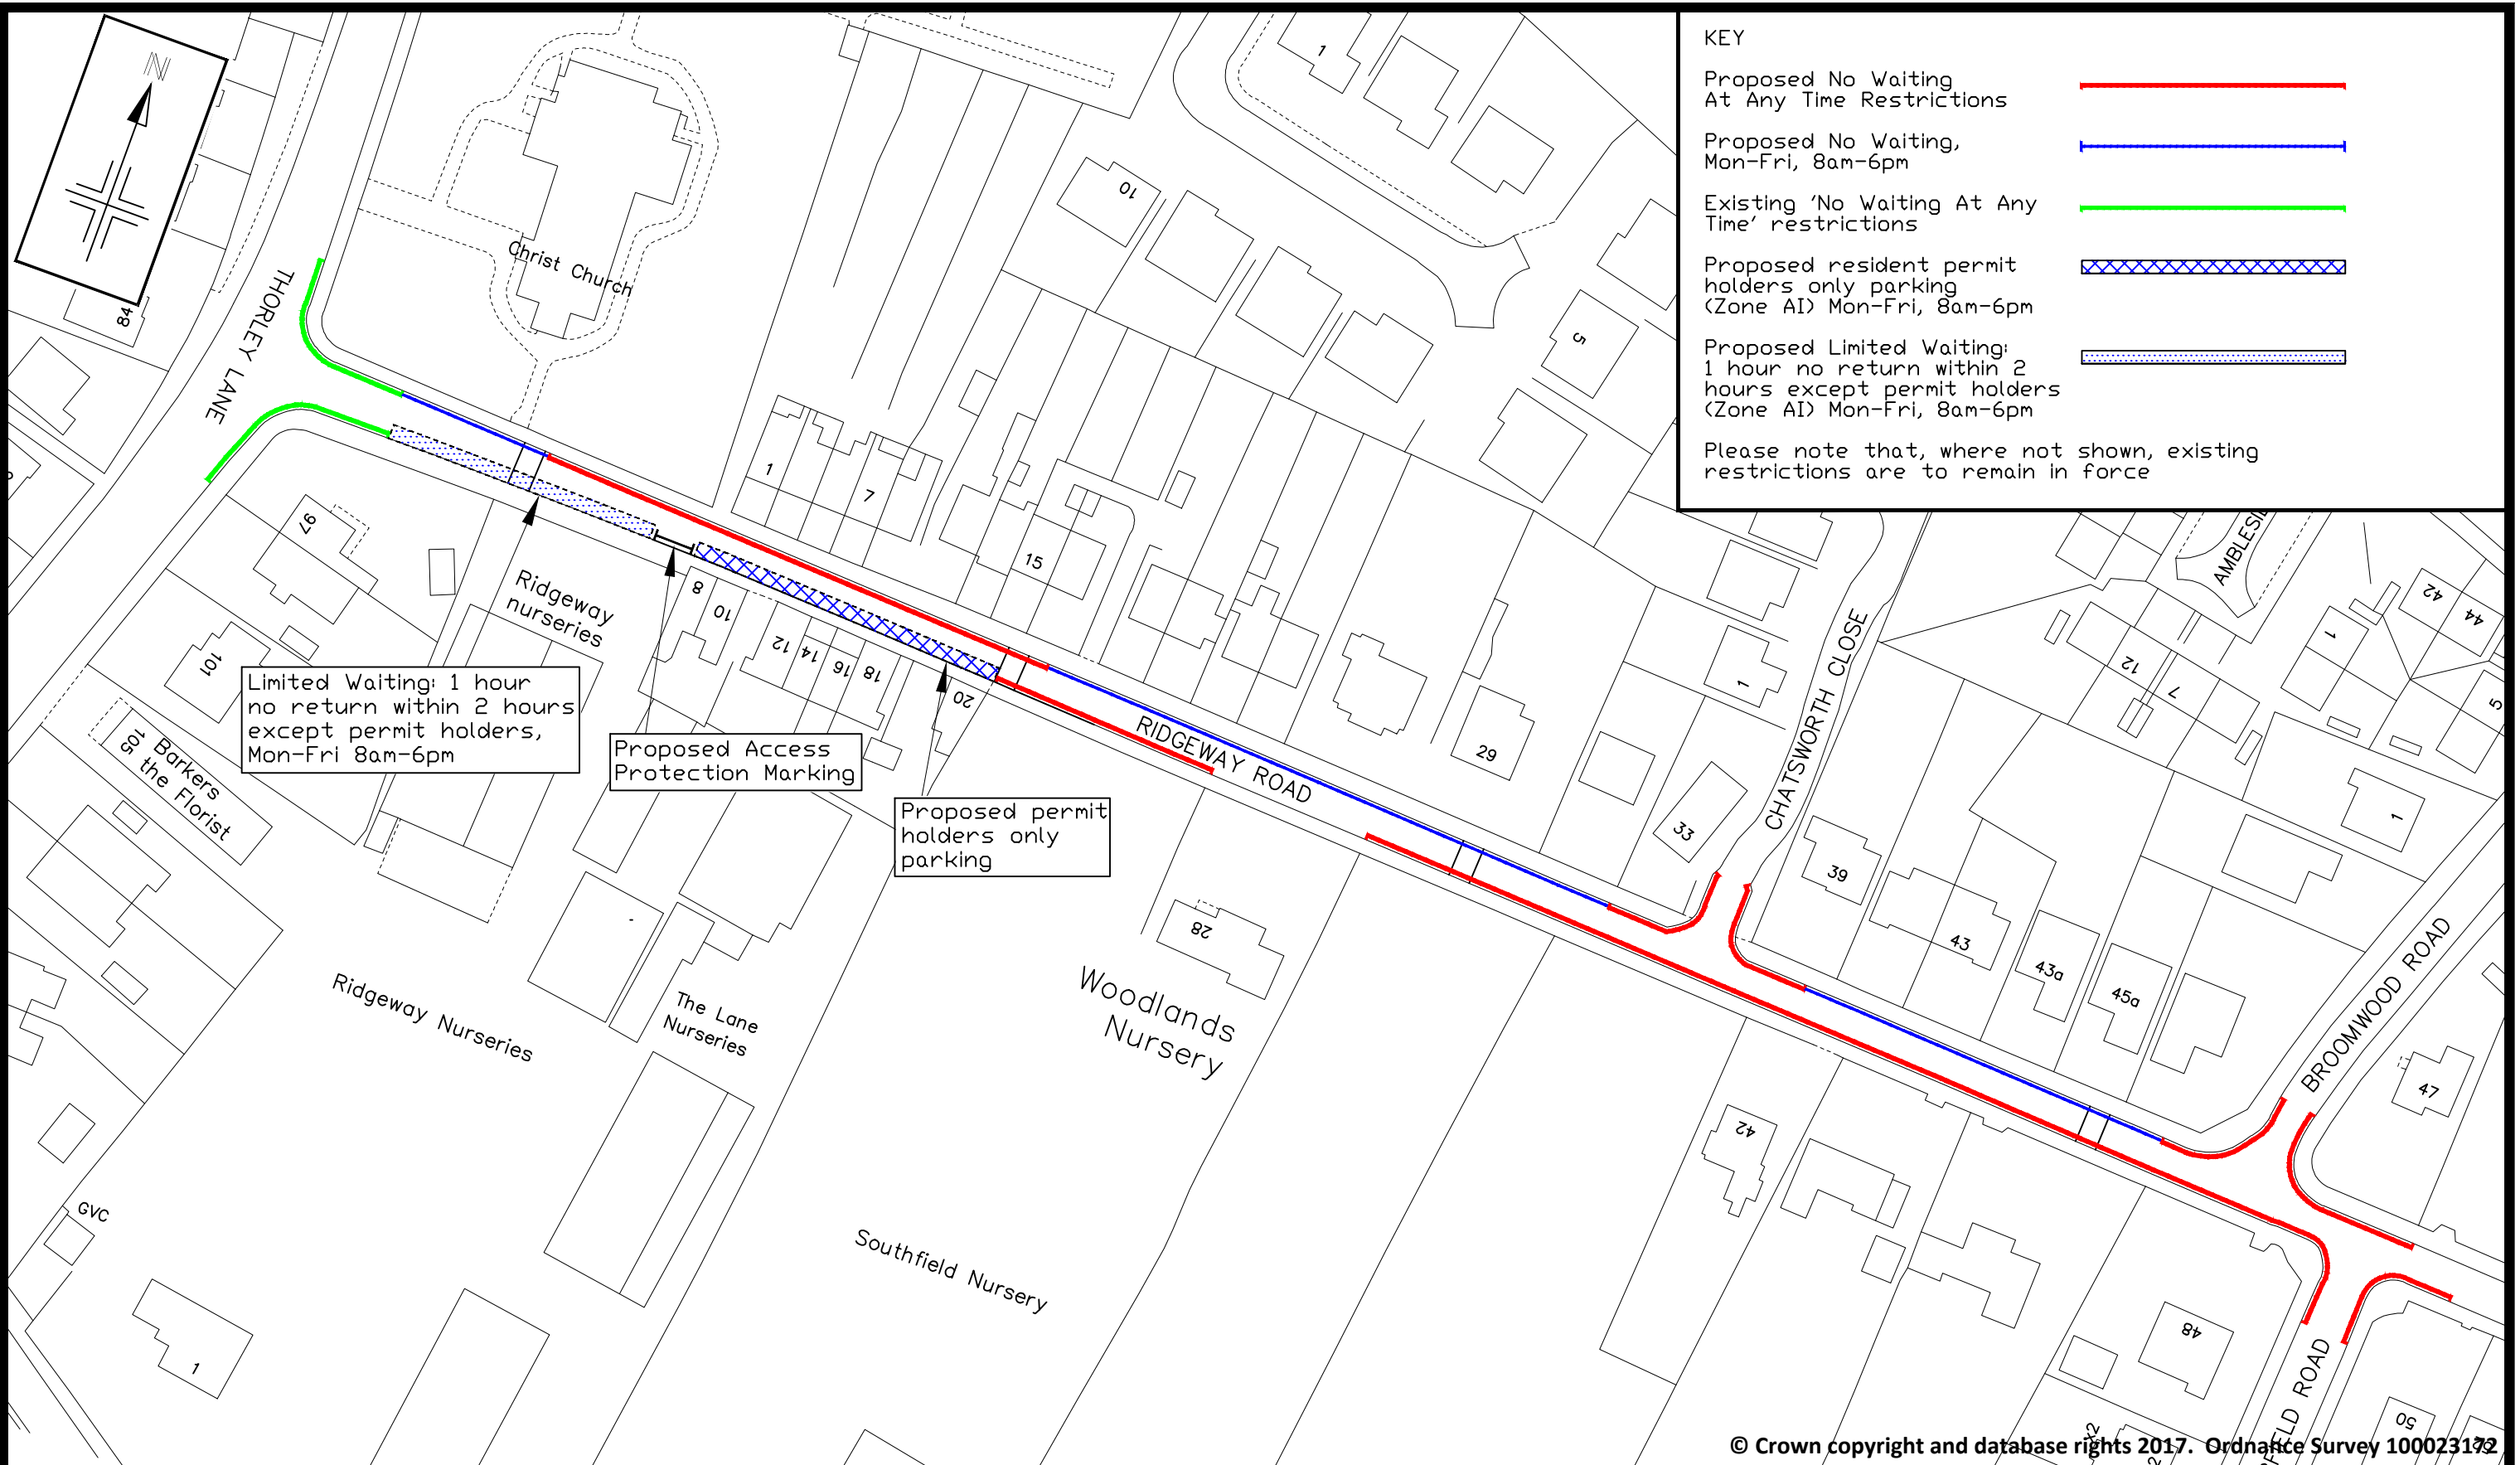 KEY
Proposed No Waiting
At Any Time Restrictions
Proposed No Waiting,
Mon-Fri, 8am-6pm
Existing 'No Waiting At Any
Time' restrictions
Proposed resident permit
holders only parking
(Zone AI) Mon-Fri, 8am-6pm
Proposed Limited Waiting:
1 hour no return within 2
hours except permit holders
(Zone AI) Mon-Fri, 8am-6pm
Please note that, where not shown, existing
restrictions are to remain in force
N
84
THORLEY LANE
Christ Church
1
10
5
1
7
15
97
101
105
Barkers
the Florist
Ridgeway
nurseries
8
10
12
14
16
18
20
Limited Waiting: 1 hour
no return within 2 hours
except permit holders,
Mon-Fri 8am-6pm
Proposed Access
Protection Marking
Proposed permit
holders only
parking
RIDGEWAY ROAD
29
33
1
CHATSWORTH CLOSE
39
43
43a
45a
12
7
1
42
44
5
1
BROOMWOOD ROAD
47
28
Woodlands
Nursery
Ridgeway Nurseries
The Lane
Nurseries
Southfield Nursery
GVC
1
42
48
50
© Crown copyright and database rights 2017. Ordnance Survey 100023172